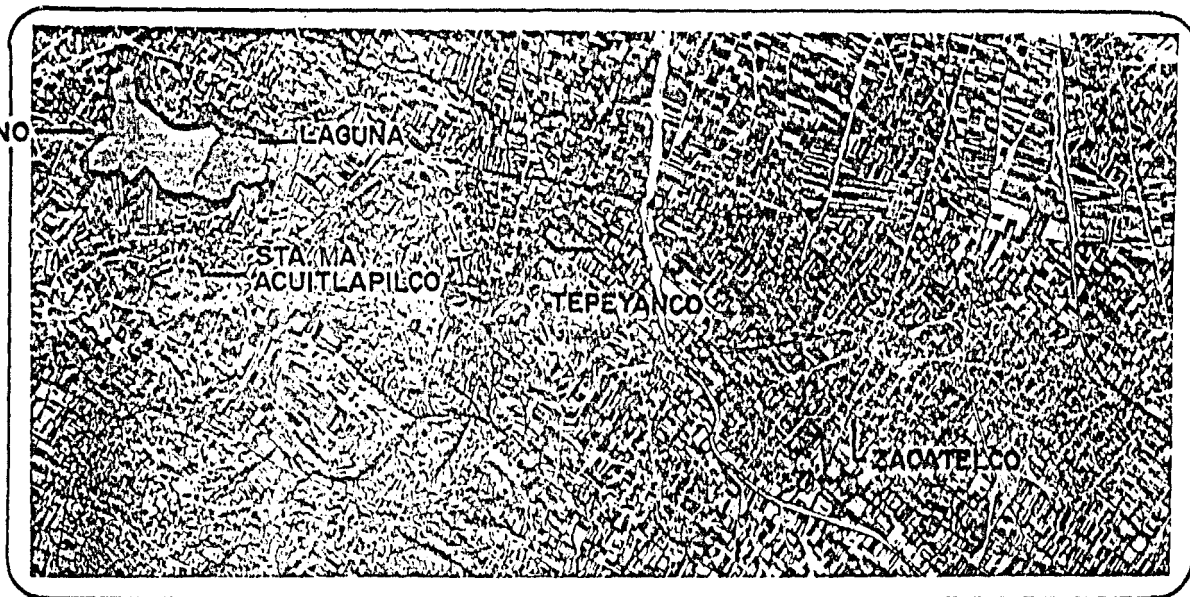 NO
LAGUNA
STA. MA
ACUITLAPILCO
TEPEYANCO
ZACATELCO